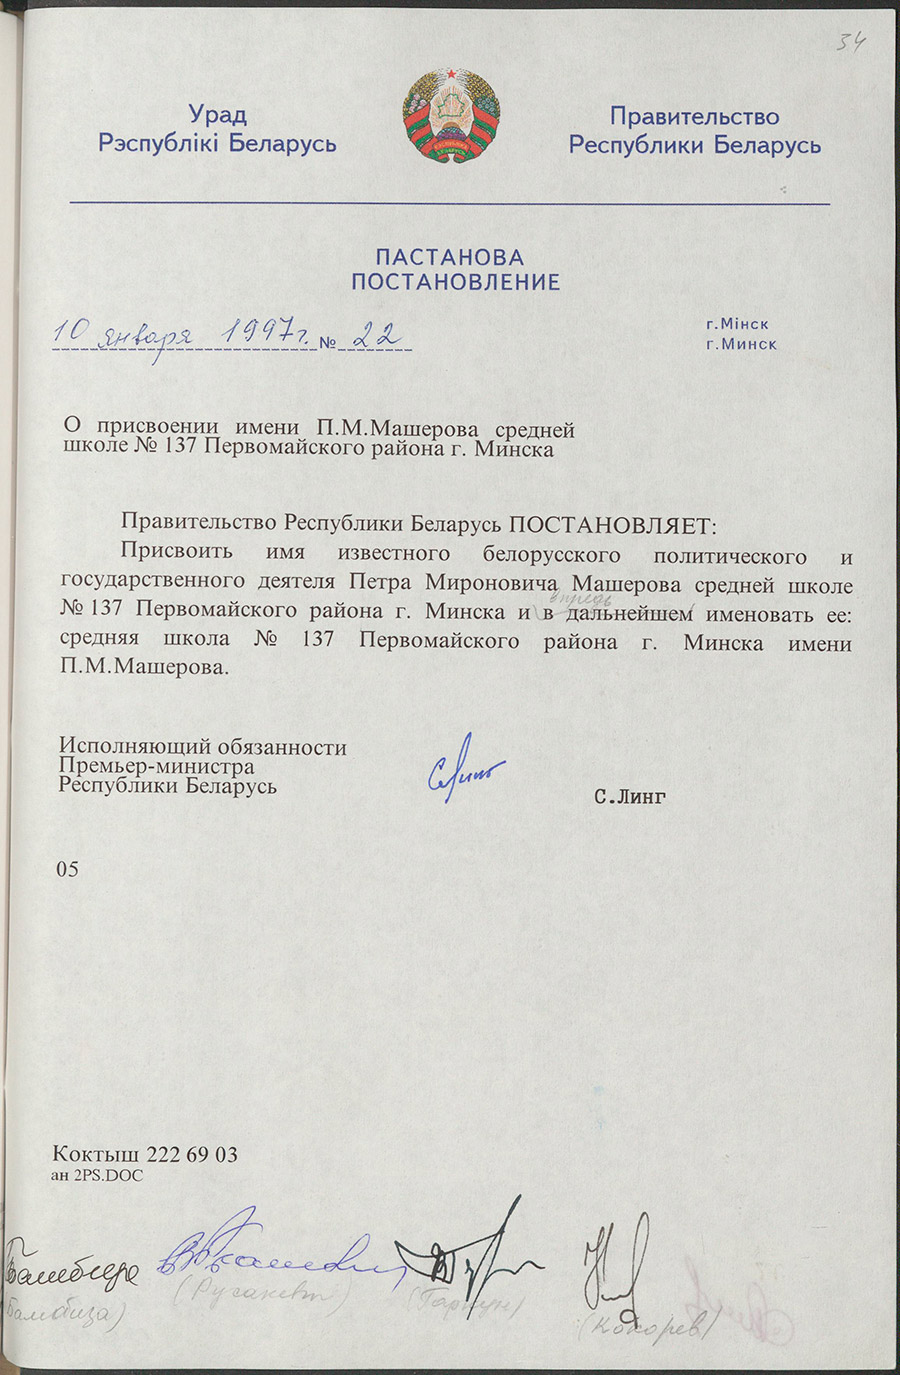 34
Урад
Рэспублікі Беларусь
Правительство
Республики Беларусь
ПАСТАНОВА
ПОСТАНОВЛЕНИЕ
10 января 1997г. № 22
г.Мінск
г.Минск
О присвоении имени П.М.Машерова средней
школе № 137 Первомайского района г. Минска
Правительство Республики Беларусь ПОСТАНОВЛЯЕТ:
Присвоить имя известного белорусского политического и
государственного деятеля Петра Мироновича Машерова средней школе
впредь
№ 137 Первомайского района г. Минска и в дальнейшем именовать ее:
средняя школа № 137 Первомайского района г. Минска имени
П.М.Машерова.
Исполняющий обязанности
Премьер-министра
Республики Беларусь
С.Линг
05
Коктыш 222 69 03
ан 2PS.DOC
(Русакевич)
(Гаркун)
(Кокорев)